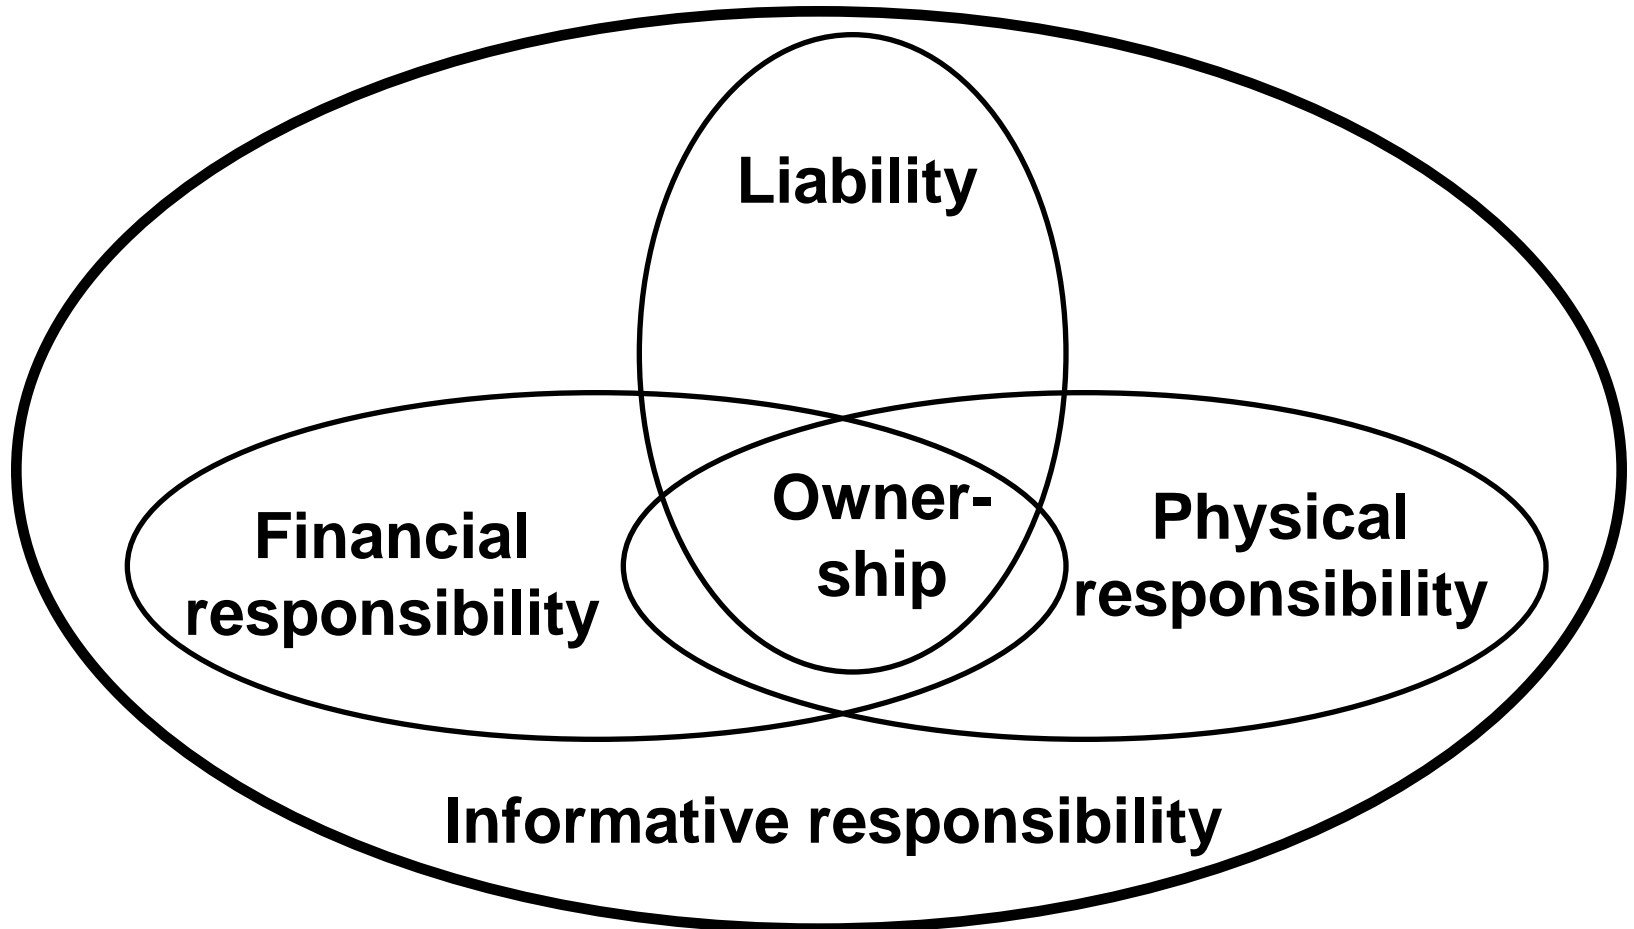 Liability
Owner-
ship
Financial
responsibility
Physical
responsibility
Informative responsibility